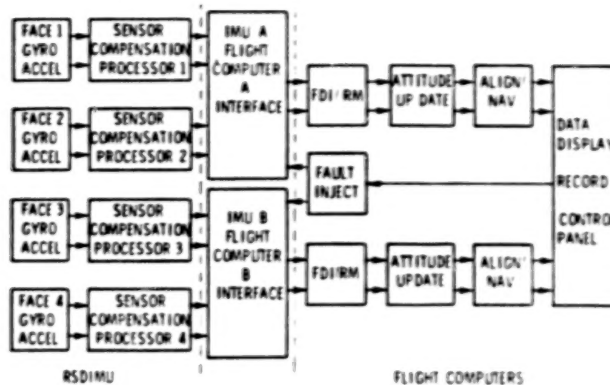 FACE 1
GYRO
ACCEL
SENSOR
COMPENSATION
PROCESSOR 1
FACE 2
GYRO
ACCEL
SENSOR
COMPENSATION
PROCESSOR 2
FACE 3
GYRO
ACCEL
SENSOR
COMPENSATION
PROCESSOR 3
FACE 4
GYRO
ACCEL
SENSOR
COMPENSATION
PROCESSOR 4
IMU A
FLIGHT
COMPUTER
A
INTERFACE
IMU B
FLIGHT
COMPUTER
B
INTERFACE
FDI/RM
ATTITUDE
UP DATE
ALIGN/
NAV
FAULT
INJECT
FDI/RM
ATTITUDE
UPDATE
ALIGN/
NAV
DATA
DISPLAY
RECORD
CONTROL
PANEL
RSDIMU
FLIGHT COMPUTERS